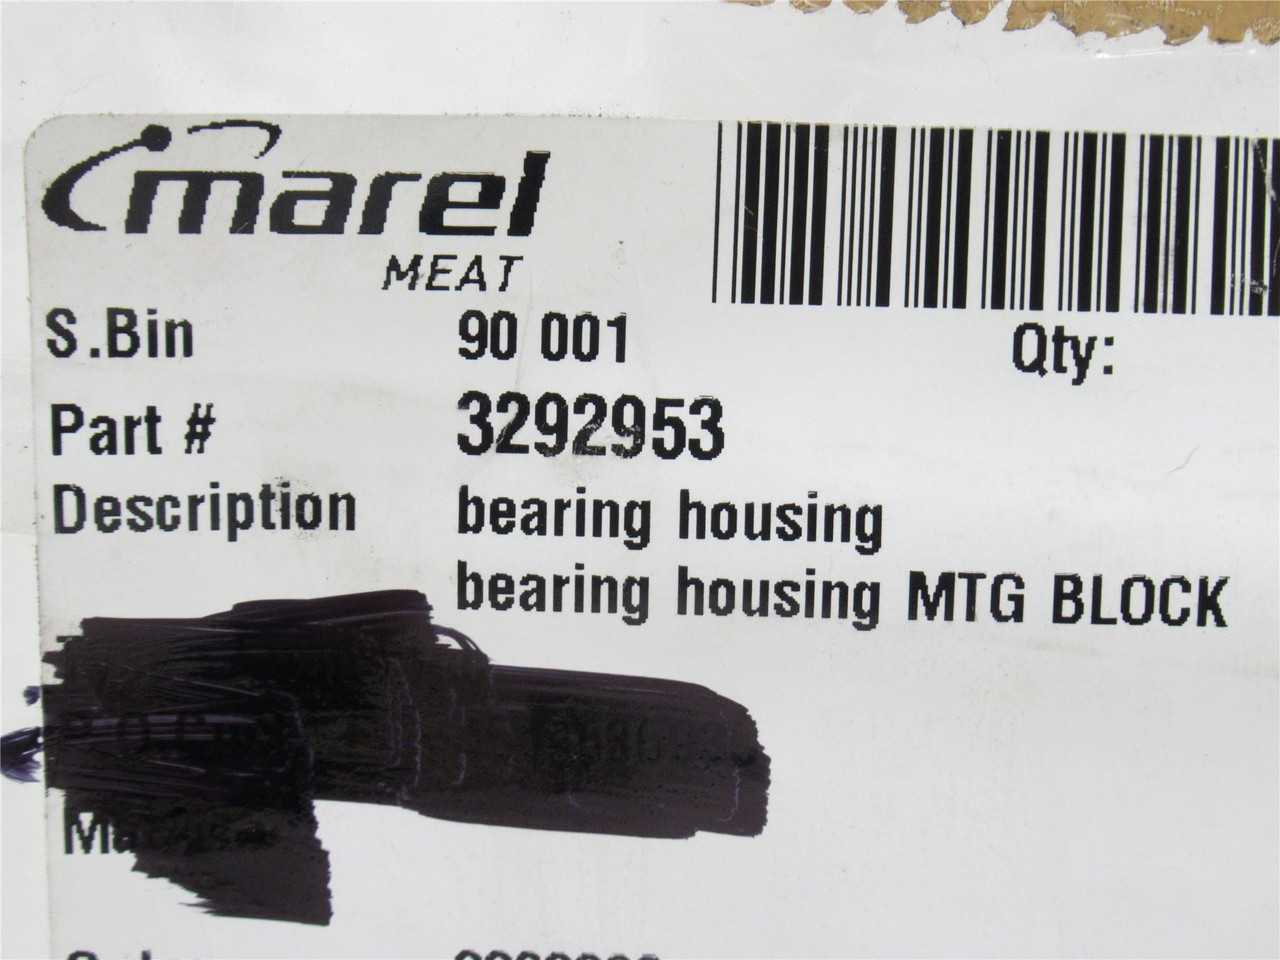 marel
MEAT
S.Bin 90 001 Qty:
Part # 3292953
Description bearing housing
bearing housing MTG BLOCK